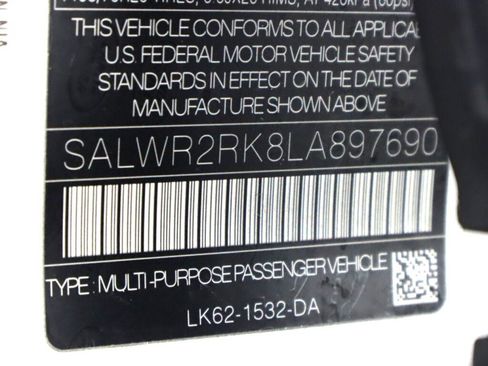 THIS VEHICLE CONFORMS TO ALL APPLICA
U.S. FEDERAL MOTOR VEHICLE SAFETY
STANDARDS IN EFFECT ON THE DATE OF
MANUFACTURE SHOWN ABOVE
SALWR2RK8LA897690
TYPE : MULTI-PURPOSE PASSENGER VEHICLE
LK62-1532-DA